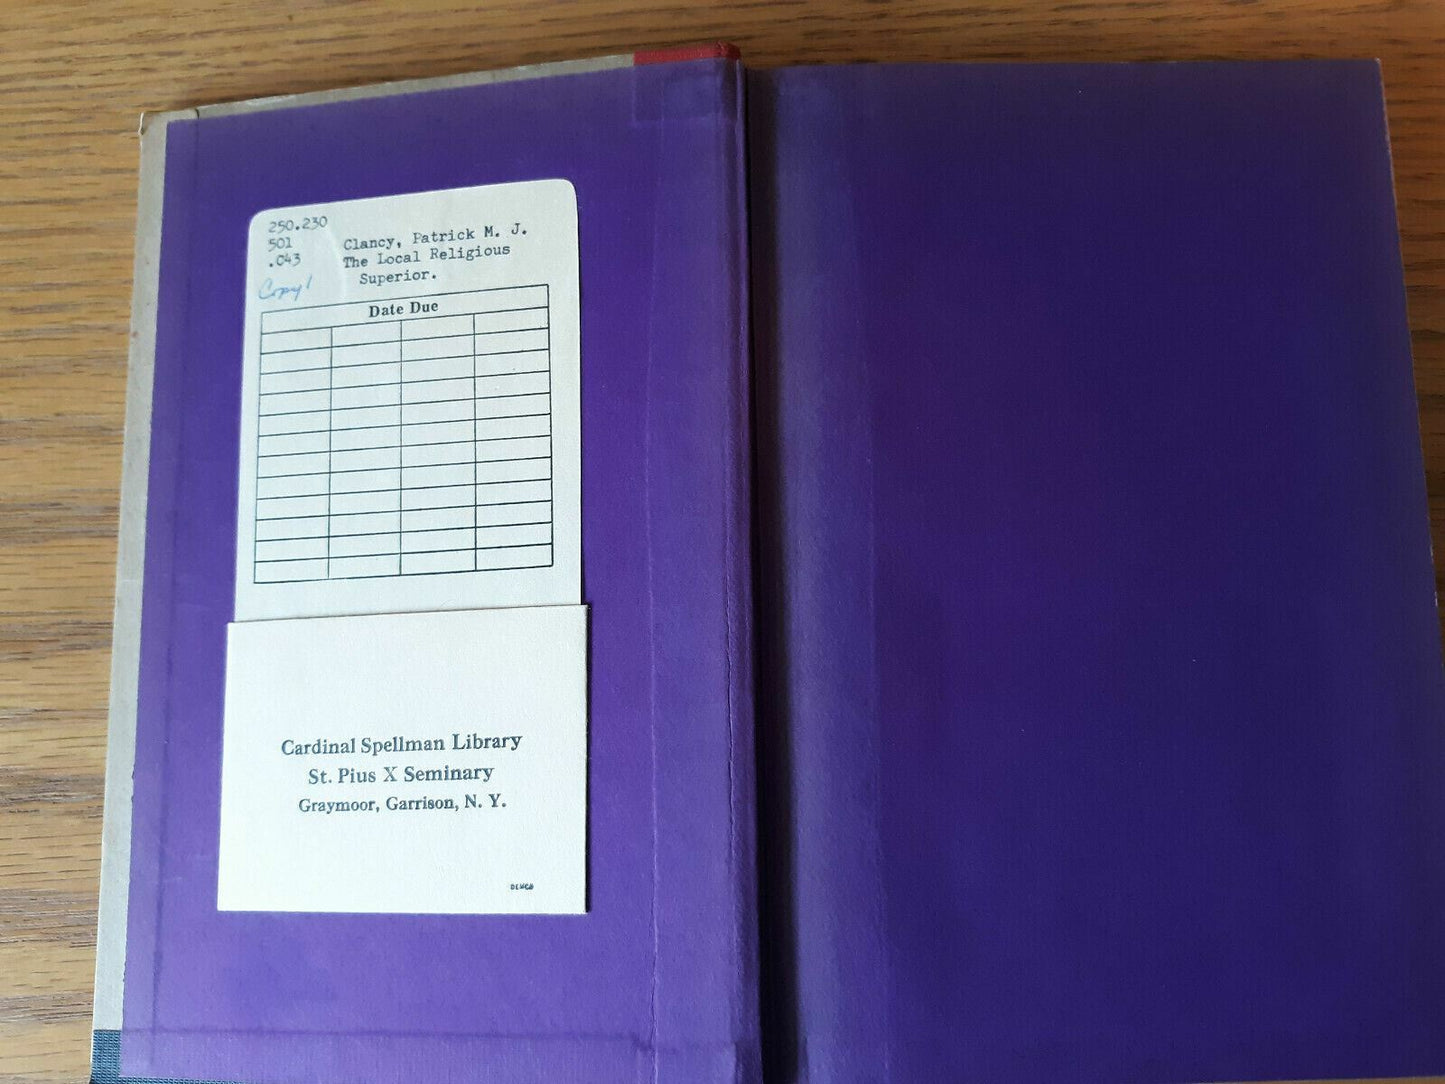 250.230
501 Clancy, Patrick M. J.
.043 The Local Religious
Superior.
Copy 1
Date Due
Cardinal Spellman Library
St. Pius X Seminary
Graymoor, Garrison, N. Y.
DEMCO